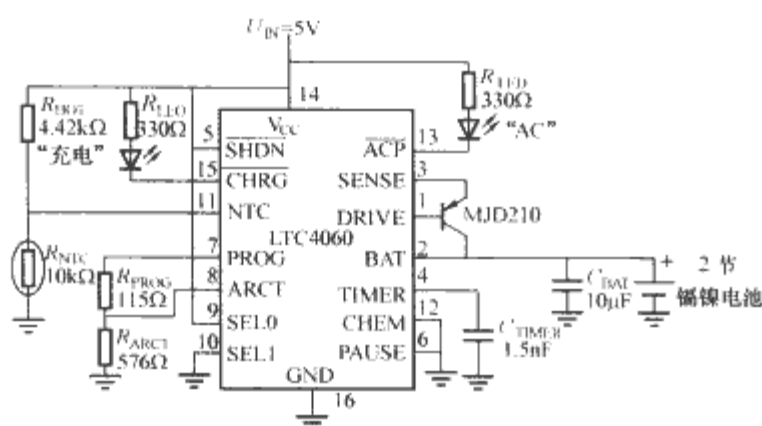 U_IN=5V
14
R_HOG
4.42kΩ
R_LED
330Ω
"充电"
R_LED
330Ω
"AC"
V_CC
5
SHDN
15
CHRG
11
NTC
LTC4060
7
PROG
8
ARCT
9
SEL0
10
SEL1
GND
16
13
ACP
3
SENSE
1
DRIVE
MJD210
2
BAT
4
TIMER
12
CHEM
6
PAUSE
R_NTC
10kΩ
R_PROG
115Ω
R_ARCT
576Ω
C_BAT
10μF
+
2 节
镉镍电池
C_TIMER
1.5nF